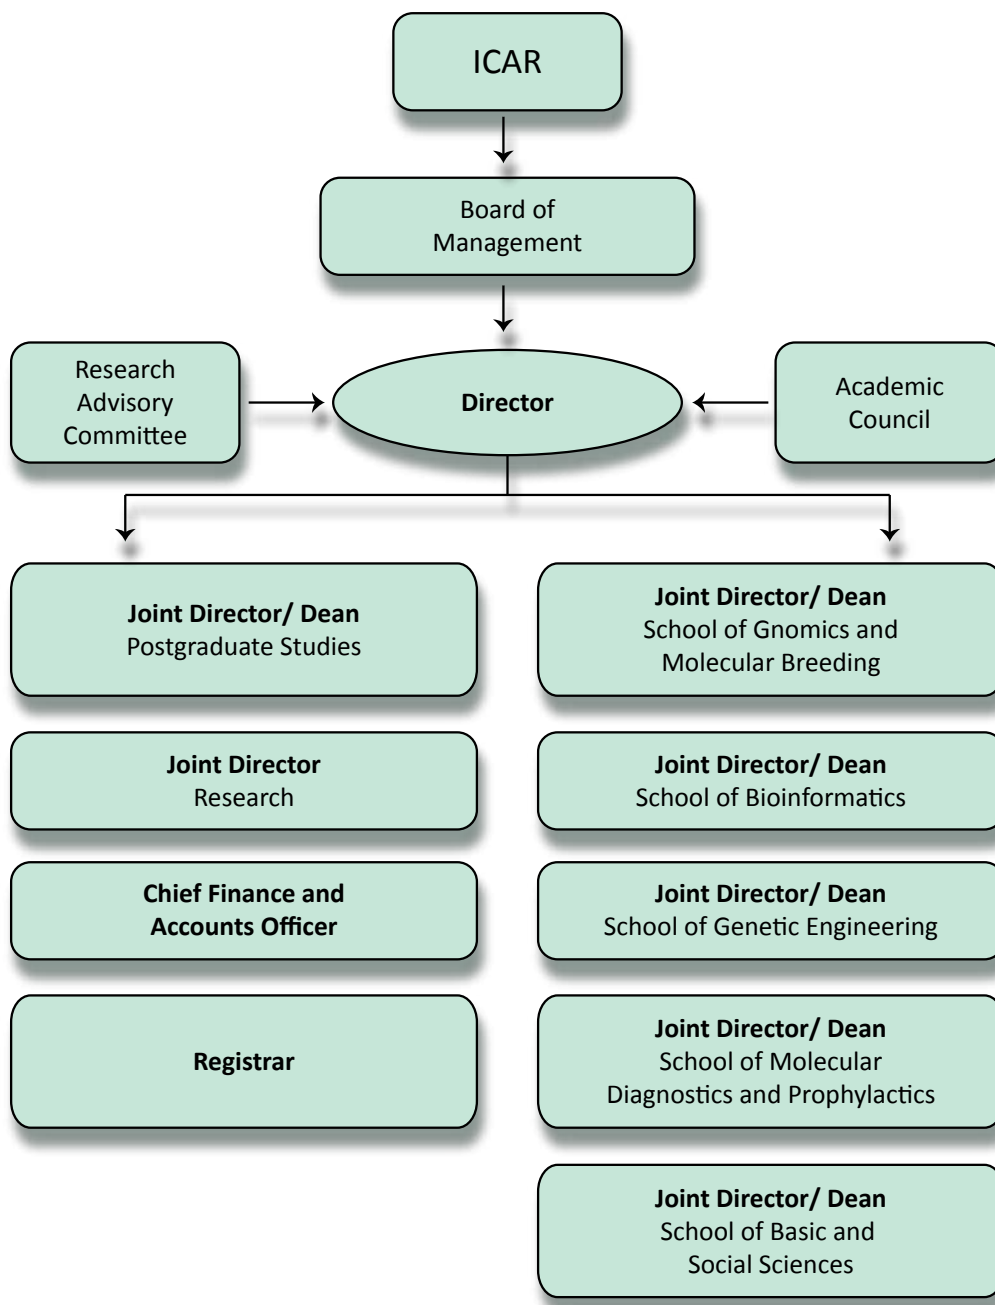 ICAR
Board of
Management
Research
Advisory
Committee
Director
Academic
Council
Joint Director/ Dean
Postgraduate Studies
Joint Director
Research
Chief Finance and
Accounts Officer
Registrar
Joint Director/ Dean
School of Gnomics and
Molecular Breeding
Joint Director/ Dean
School of Bioinformatics
Joint Director/ Dean
School of Genetic Engineering
Joint Director/ Dean
School of Molecular
Diagnostics and Prophylactics
Joint Director/ Dean
School of Basic and
Social Sciences